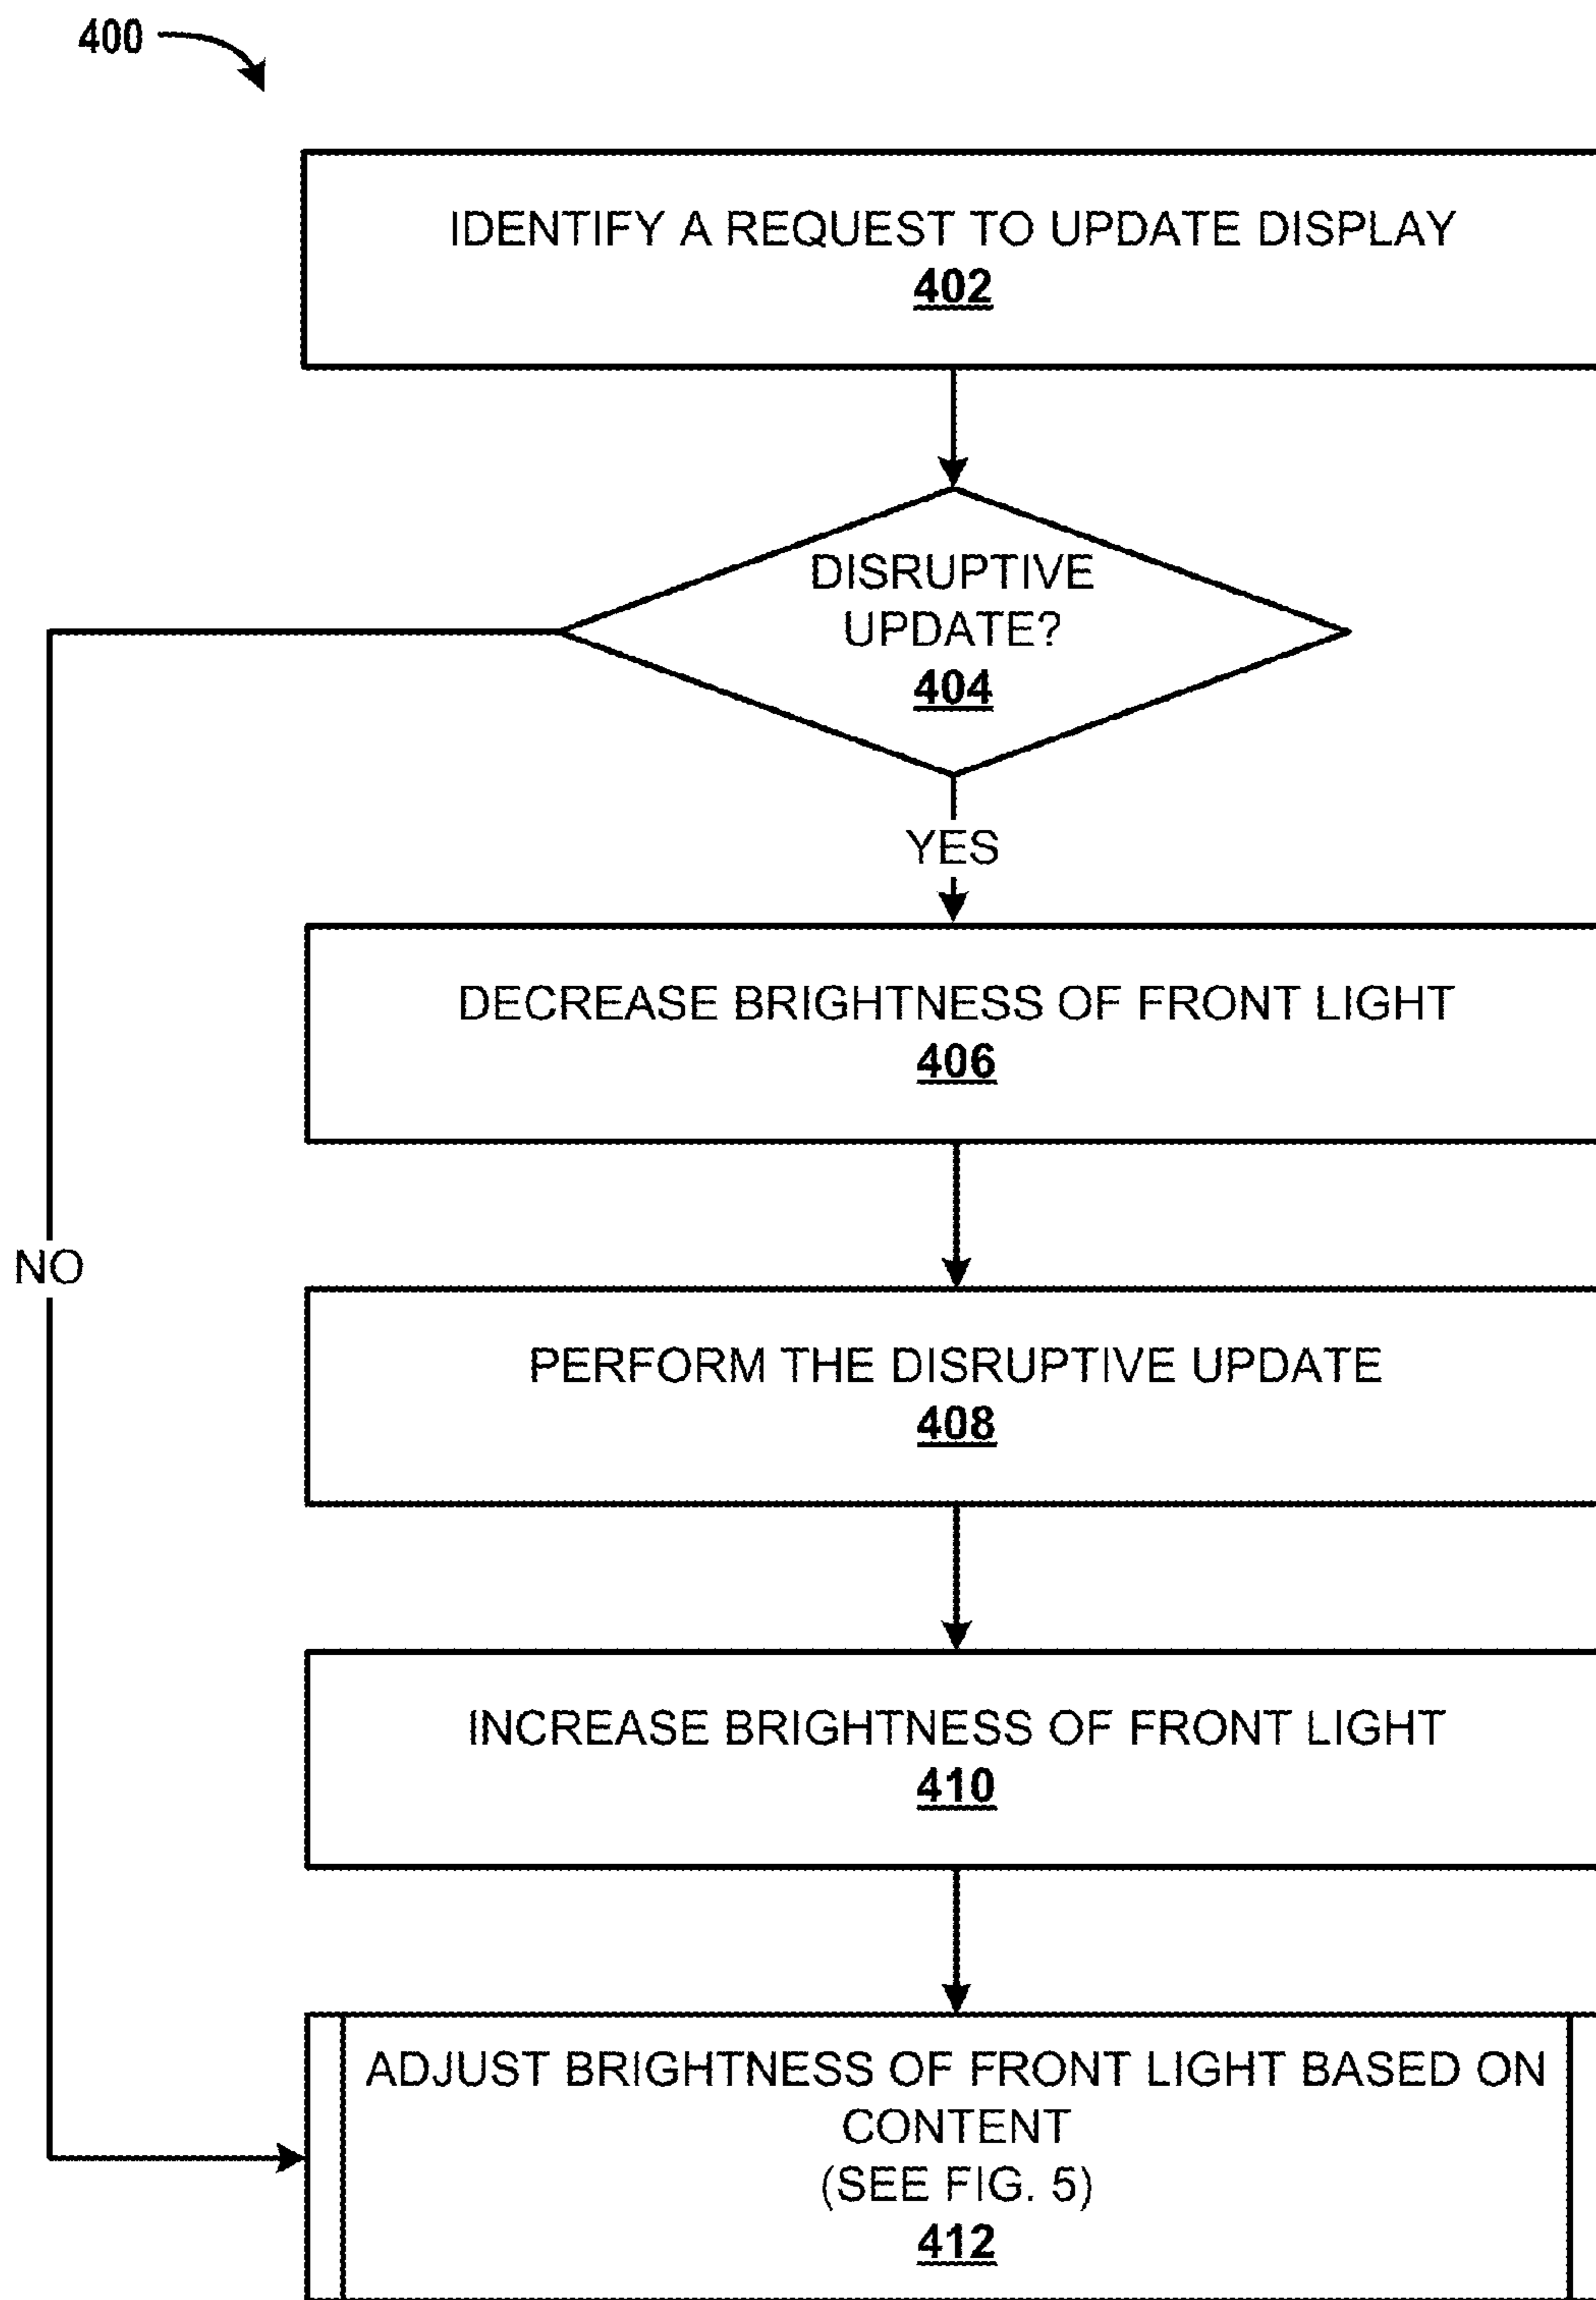 400
IDENTIFY A REQUEST TO UPDATE DISPLAY
402
DISRUPTIVE
UPDATE?
404
YES
DECREASE BRIGHTNESS OF FRONT LIGHT
406
NO
PERFORM THE DISRUPTIVE UPDATE
408
INCREASE BRIGHTNESS OF FRONT LIGHT
410
ADJUST BRIGHTNESS OF FRONT LIGHT BASED ON
CONTENT
(SEE FIG. 5)
412